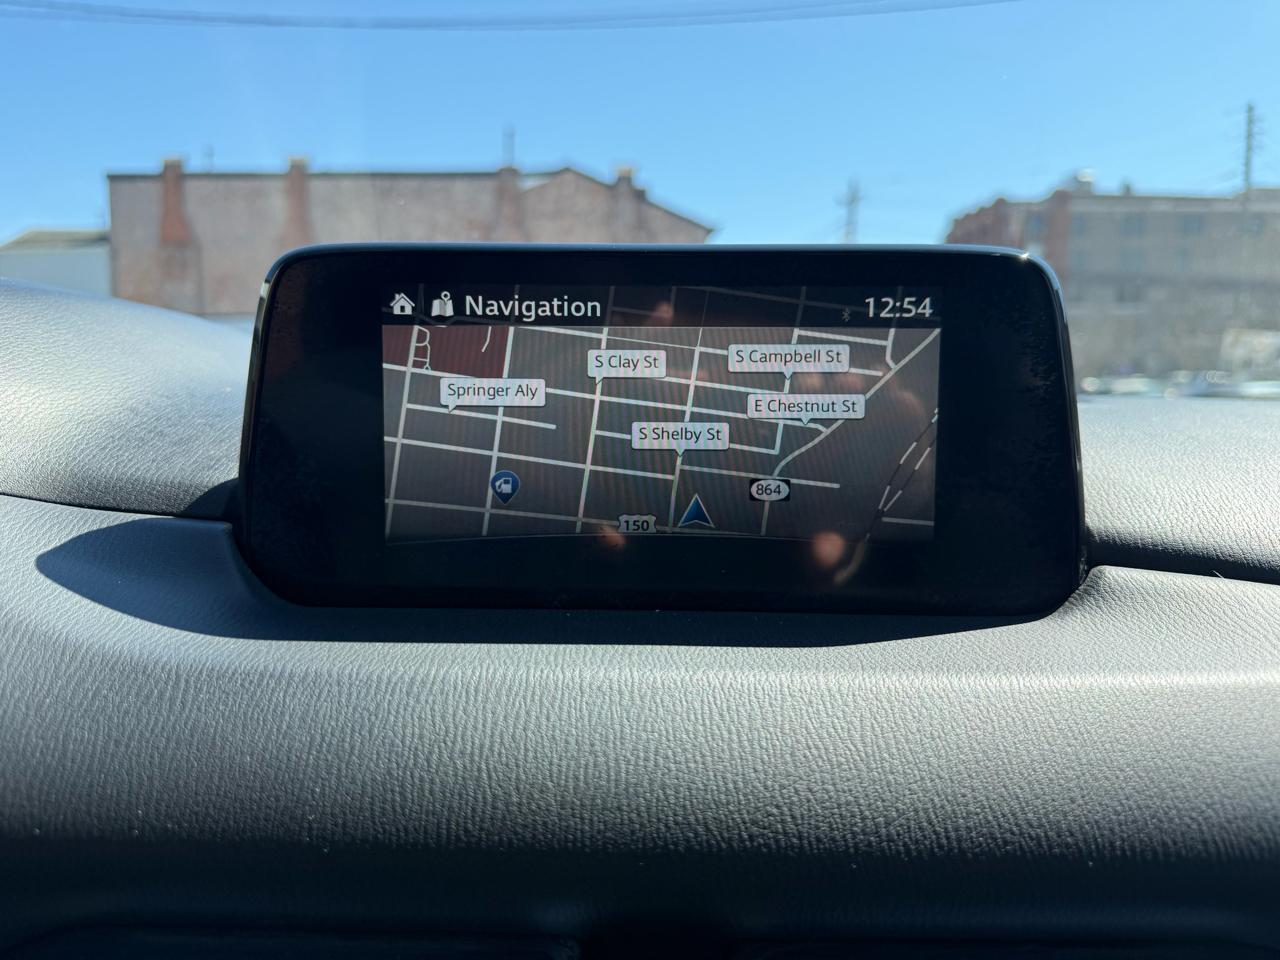 Navigation
12:54
S Clay St
S Campbell St
Springer Aly
E Chestnut St
S Shelby St
864
150